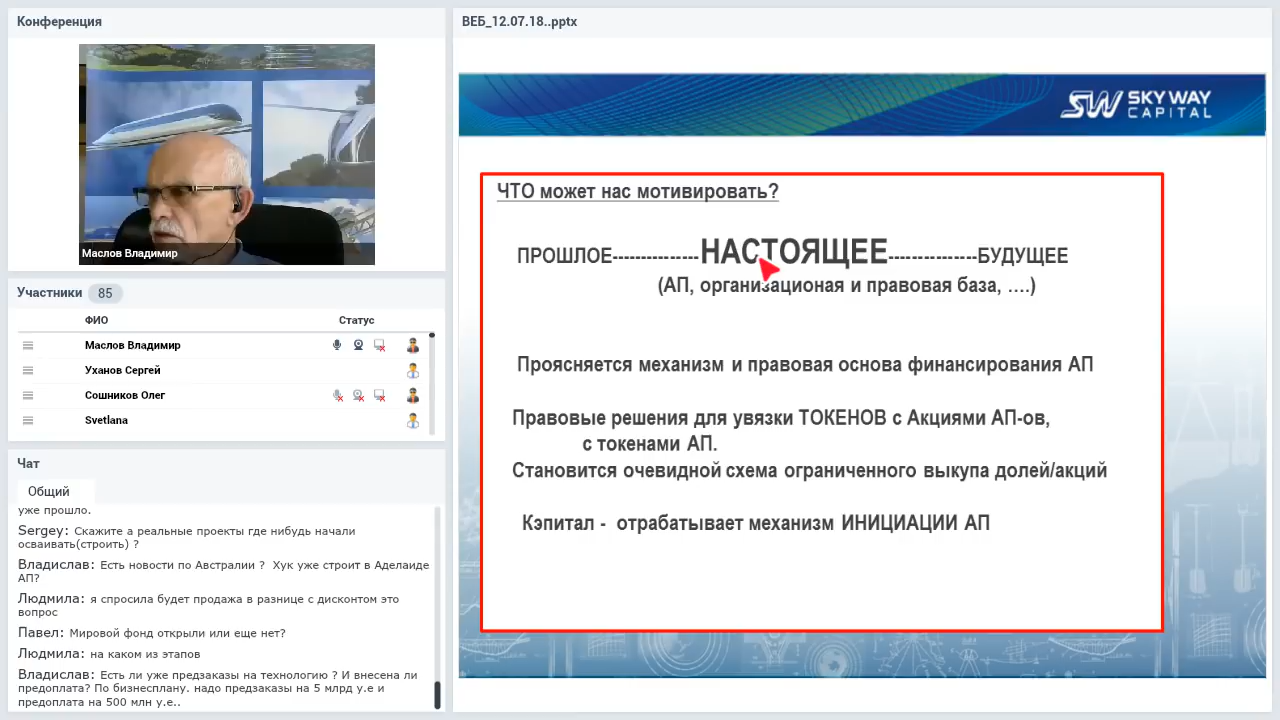 Конференция
Маслов Владимир
Участники 85
ФИО Статус
Маслов Владимир
Уханов Сергей
Сошников Олег
Svetlana
Чат
Общий
уже прошло.
Sergey: Скажите а реальные проекты где нибудь начали
осваивать(строить) ?
Владислав: Есть новости по Австралии ? Хук уже строит в Аделаиде
АП?
Людмила: я спросила будет продажа в разнице с дисконтом это
вопрос
Павел: Мировой фонд открыли или еще нет?
Людмила: на каком из этапов
Владислав: Есть ли уже предзаказы на технологию ? И внесена ли
предоплата? По бизнесплану. надо предзаказы на 5 млрд у.е и
предоплата на 500 млн у.е..
ВЕБ_12.07.18..pptx
SW SKY WAY
CAPITAL
ЧТО может нас мотивировать?
ПРОШЛОЕ--------------НАСТОЯЩЕЕ--------------БУДУЩЕЕ
(АП, организационая и правовая база, ….)
Проясняется механизм и правовая основа финансирования АП
Правовые решения для увязки ТОКЕНОВ с Акциями АП-ов,
с токенами АП.
Становится очевидной схема ограниченного выкупа долей/акций
Кэпитал - отрабатывает механизм ИНИЦИАЦИИ АП